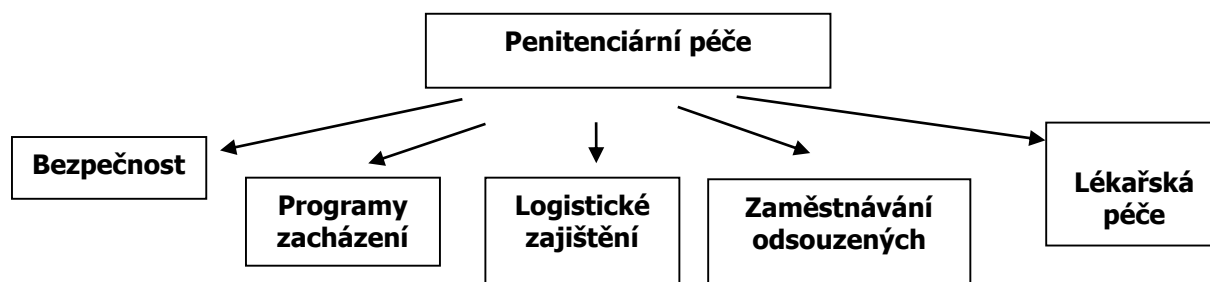 Penitenciární péče
Bezpečnost
Programy
zacházení
Logistické
zajištění
Zaměstnávání
odsouzených
Lékařská
péče